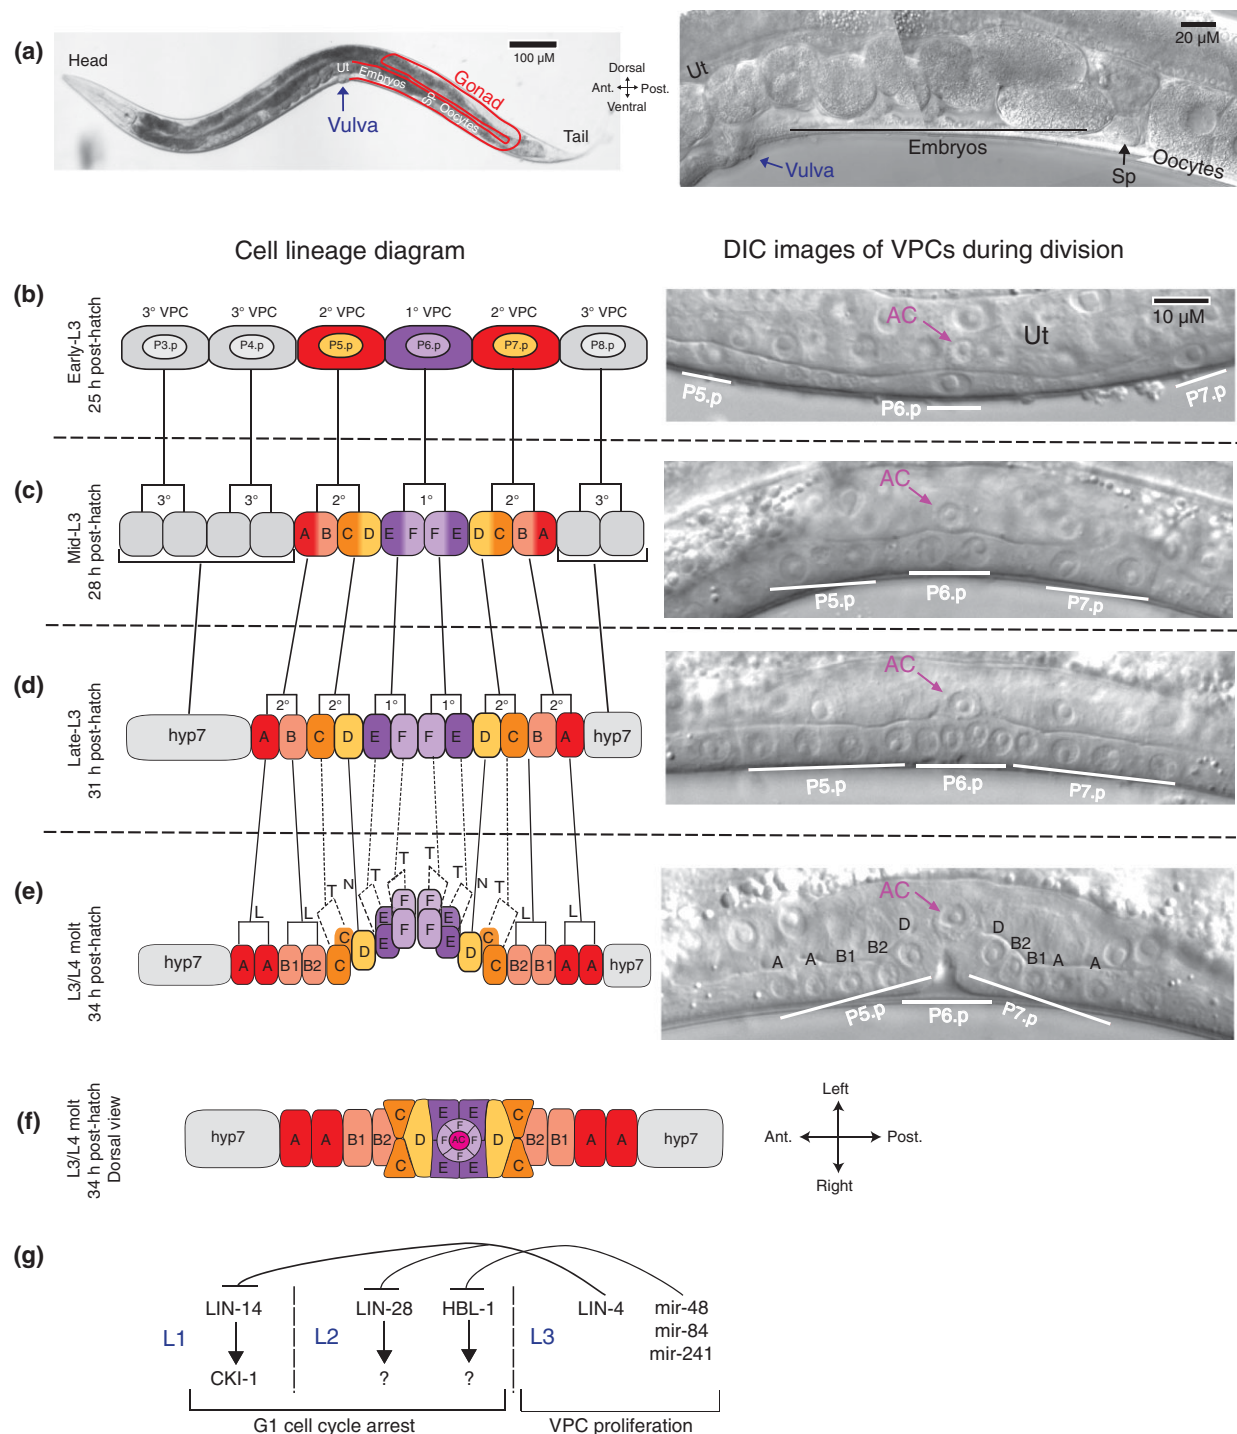 (a)
Head
100 µM
Ut
Embryos
Sp
Oocytes
Gonad
Vulva
Tail
Dorsal
Ant.
Post.
Ventral
20 µM
Ut
Embryos
Vulva
Sp
Oocytes
Cell lineage diagram
DIC images of VPCs during division
(b)
Early-L3
25 h post-hatch
3° VPC 3° VPC 2° VPC 1° VPC 2° VPC 3° VPC
P3.p P4.p P5.p P6.p P7.p P8.p
AC
Ut
10 µM
P5.p
P6.p
P7.p
(c)
Mid-L3
28 h post-hatch
3° 3° 2° 1° 2° 3°
A B C D E F F E D C B A
AC
P5.p
P6.p
P7.p
(d)
Late-L3
31 h post-hatch
2° 2° 1° 1° 2° 2°
hyp7 A B C D E F F E D C B A hyp7
AC
P5.p
P6.p
P7.p
(e)
L3/L4 molt
34 h post-hatch
L L T N T T T T N T L L
F F
E F F E
C E E C
hyp7 A A B1 B2 C D D C B2 B1 A A hyp7
AC
A A B1 B2 D D B2 B1 A A
P5.p
P6.p
P7.p
(f)
L3/L4 molt
34 h post-hatch
Dorsal view
C E E C
F
hyp7 A A B1 B2 D F AC F D B2 B1 A A hyp7
F
C E E C
Left
Ant.
Post.
Right
(g)
LIN-14 LIN-28 HBL-1 LIN-4 mir-48
L1 L2 L3 mir-84
mir-241
CKI-1 ? ?
G1 cell cycle arrest VPC proliferation